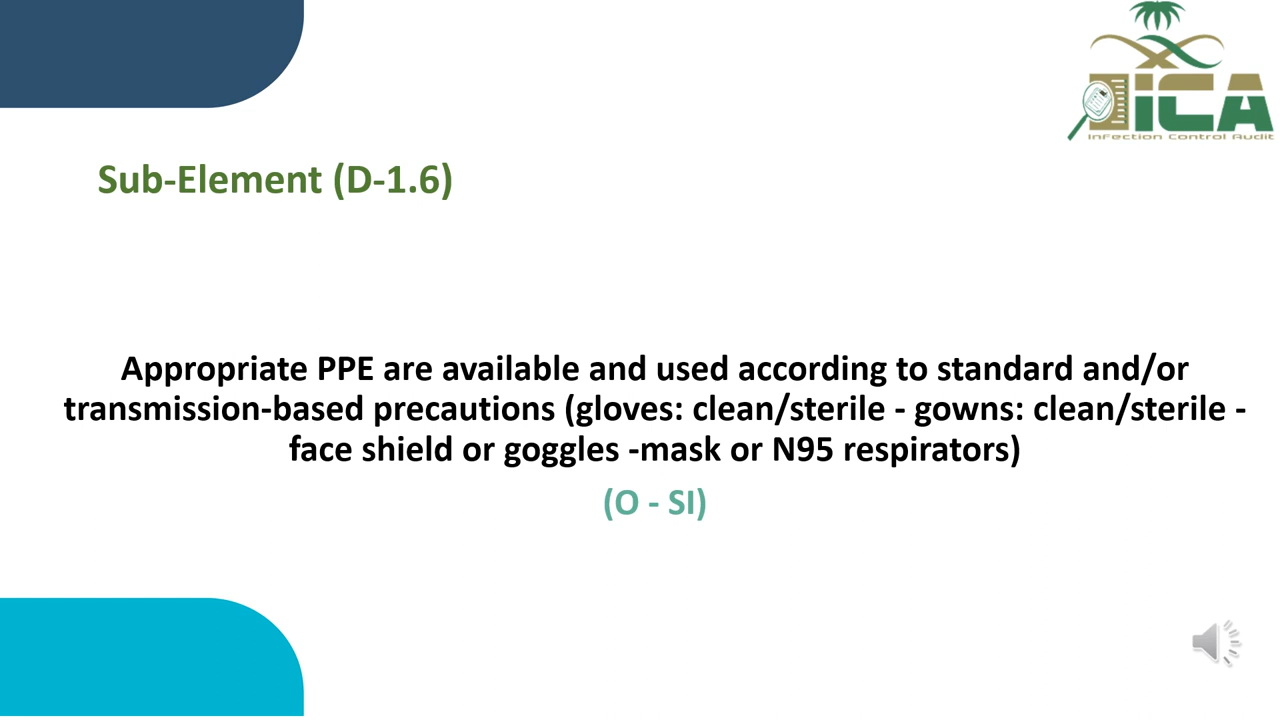 iCA
Infection Control Audit
Sub-Element (D-1.6)
Appropriate PPE are available and used according to standard and/or
transmission-based precautions (gloves: clean/sterile - gowns: clean/sterile -
face shield or goggles -mask or N95 respirators)
(O - SI)